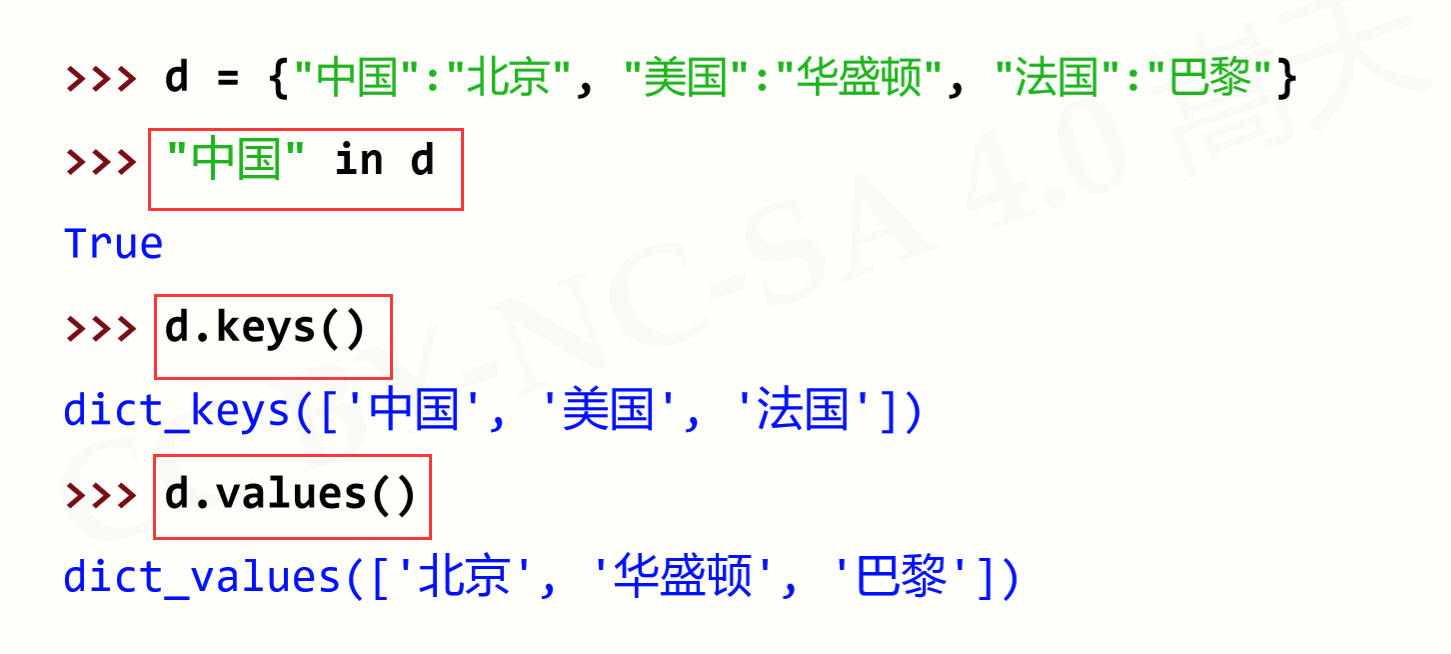 >>> d = {"中国":"北京", "美国":"华盛顿", "法国":"巴黎"}
>>> "中国" in d
True
>>> d.keys()
dict_keys(['中国', '美国', '法国'])
>>> d.values()
dict_values(['北京', '华盛顿', '巴黎'])
CC BY-NC-SA 4.0 嵩天